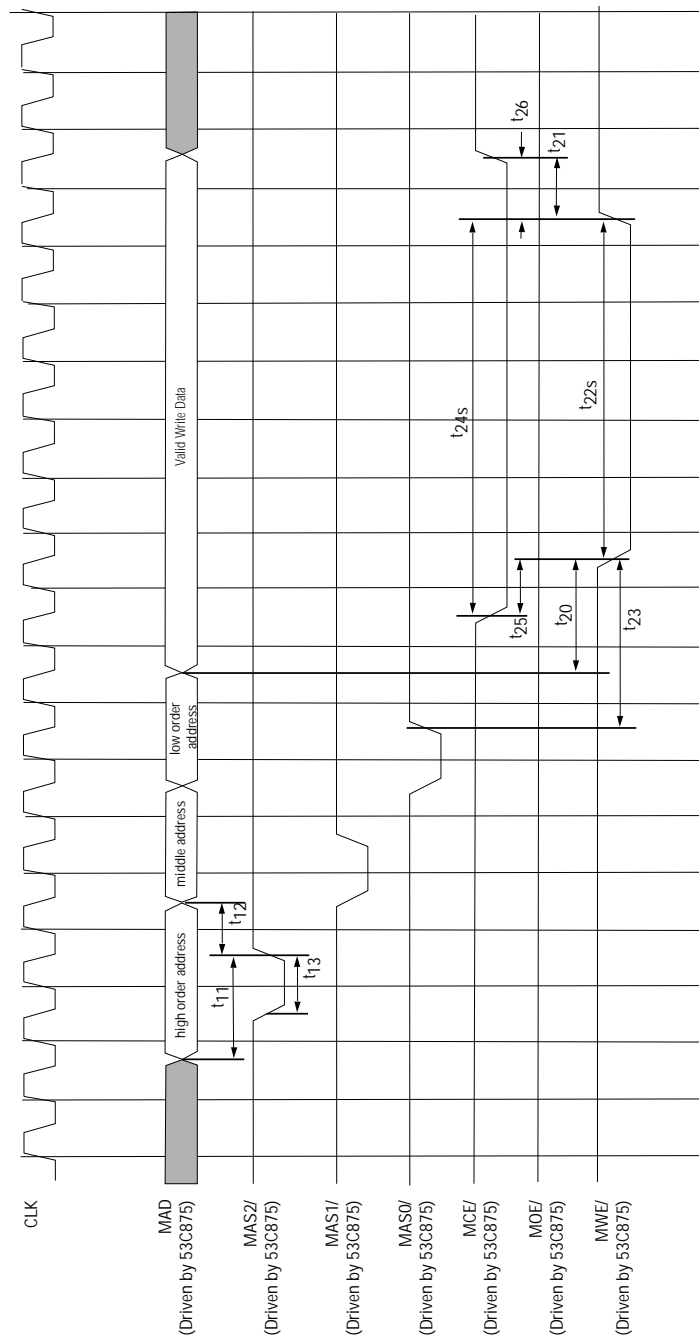 CLK
MAD
(Driven by 53C875)
high order address
middle address
low order
address
Valid Write Data
MAS2/
(Driven by 53C875)
t11
t12
t13
MAS1/
(Driven by 53C875)
MAS0/
(Driven by 53C875)
MCE/
(Driven by 53C875)
t24s
t25
t26
MOE/
(Driven by 53C875)
t20
t21
MWE/
(Driven by 53C875)
t22s
t23